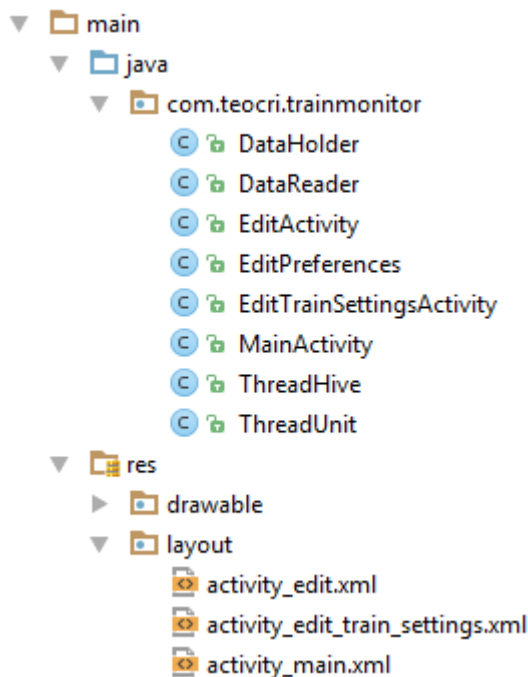 main
java
com.teocri.trainmonitor
C DataHolder
C DataReader
C EditActivity
C EditPreferences
C EditTrainSettingsActivity
C MainActivity
C ThreadHive
C ThreadUnit
res
drawable
layout
activity_edit.xml
activity_edit_train_settings.xml
activity_main.xml